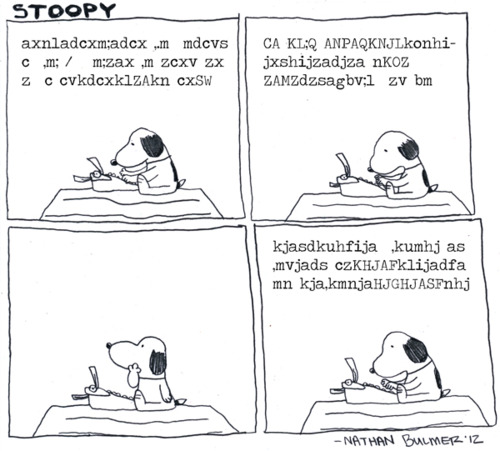 STOOPY
axnladcxm;adcx ,m  mdcvs
c  ,m; /   m;zax ,m zcxv zx
z  c cvkdcxklZAkn cxSW
CA KL;Q ANPAQKNJLkonhi-
jxshijzadjza nKOZ
ZAMZdzsagbv;l  zv bm
kjasdkuhfija  ,kumhj as
,mvjads czKHJAFklijadfa
mn kja,kmnjaHJGHJASFnhj
-NATHAN BULMER '12